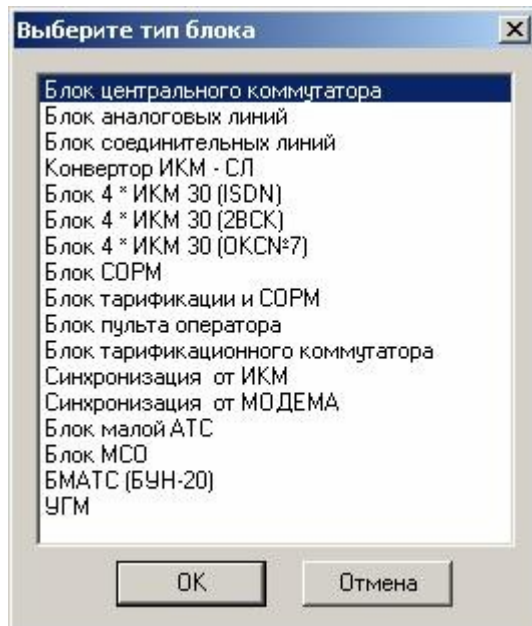 Выберите тип блока
Блок центрального коммутатора
Блок аналоговых линий
Блок соединительных линий
Конвертор ИКМ - СЛ
Блок 4 * ИКМ 30 (ISDN)
Блок 4 * ИКМ 30 (2ВСК)
Блок 4 * ИКМ 30 (ОКС№7)
Блок СОРМ
Блок тарификации и СОРМ
Блок пульта оператора
Блок тарификационного коммутатора
Синхронизация от ИКМ
Синхронизация от МОДЕМА
Блок малой АТС
Блок МСО
БМАТС (БУН-20)
УГМ
OK Отмена